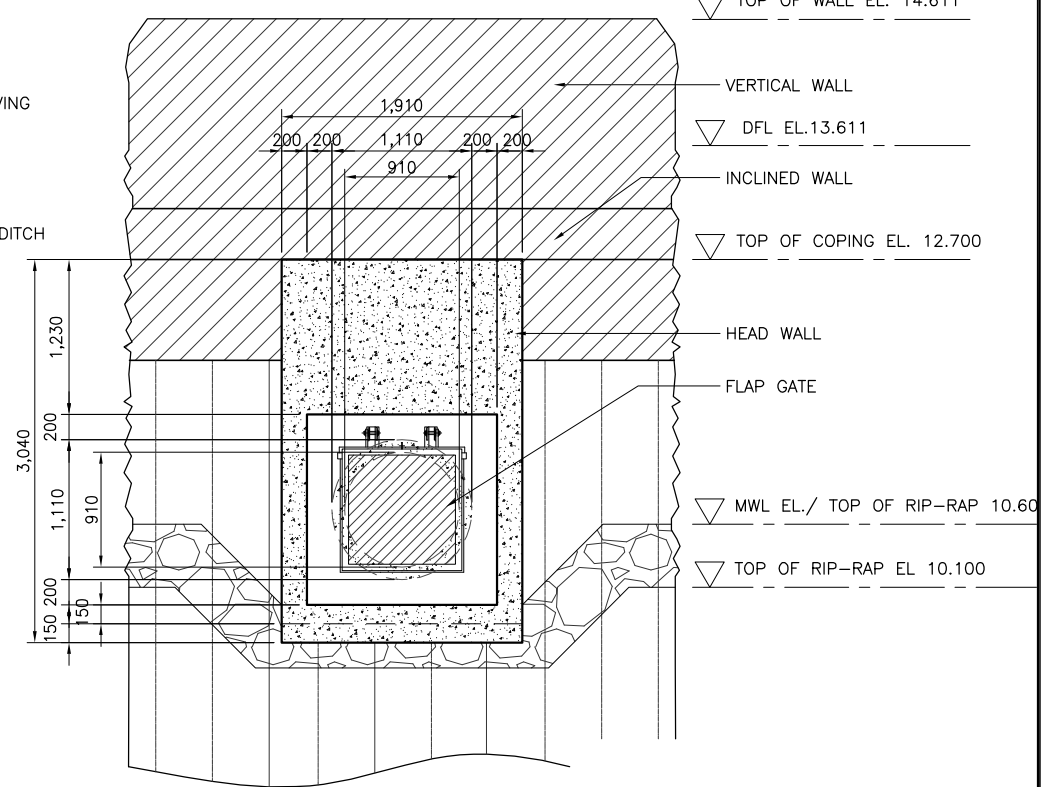 TOP OF WALL EL. 14.611
VERTICAL WALL
VING
1,910
DFL EL.13.611
200 200 1,110 200 200
910
INCLINED WALL
DITCH
TOP OF COPING EL. 12.700
1,230
HEAD WALL
FLAP GATE
200
3,040
1,110
910
MWL EL./ TOP OF RIP-RAP 10.60
TOP OF RIP-RAP EL 10.100
200
150
150